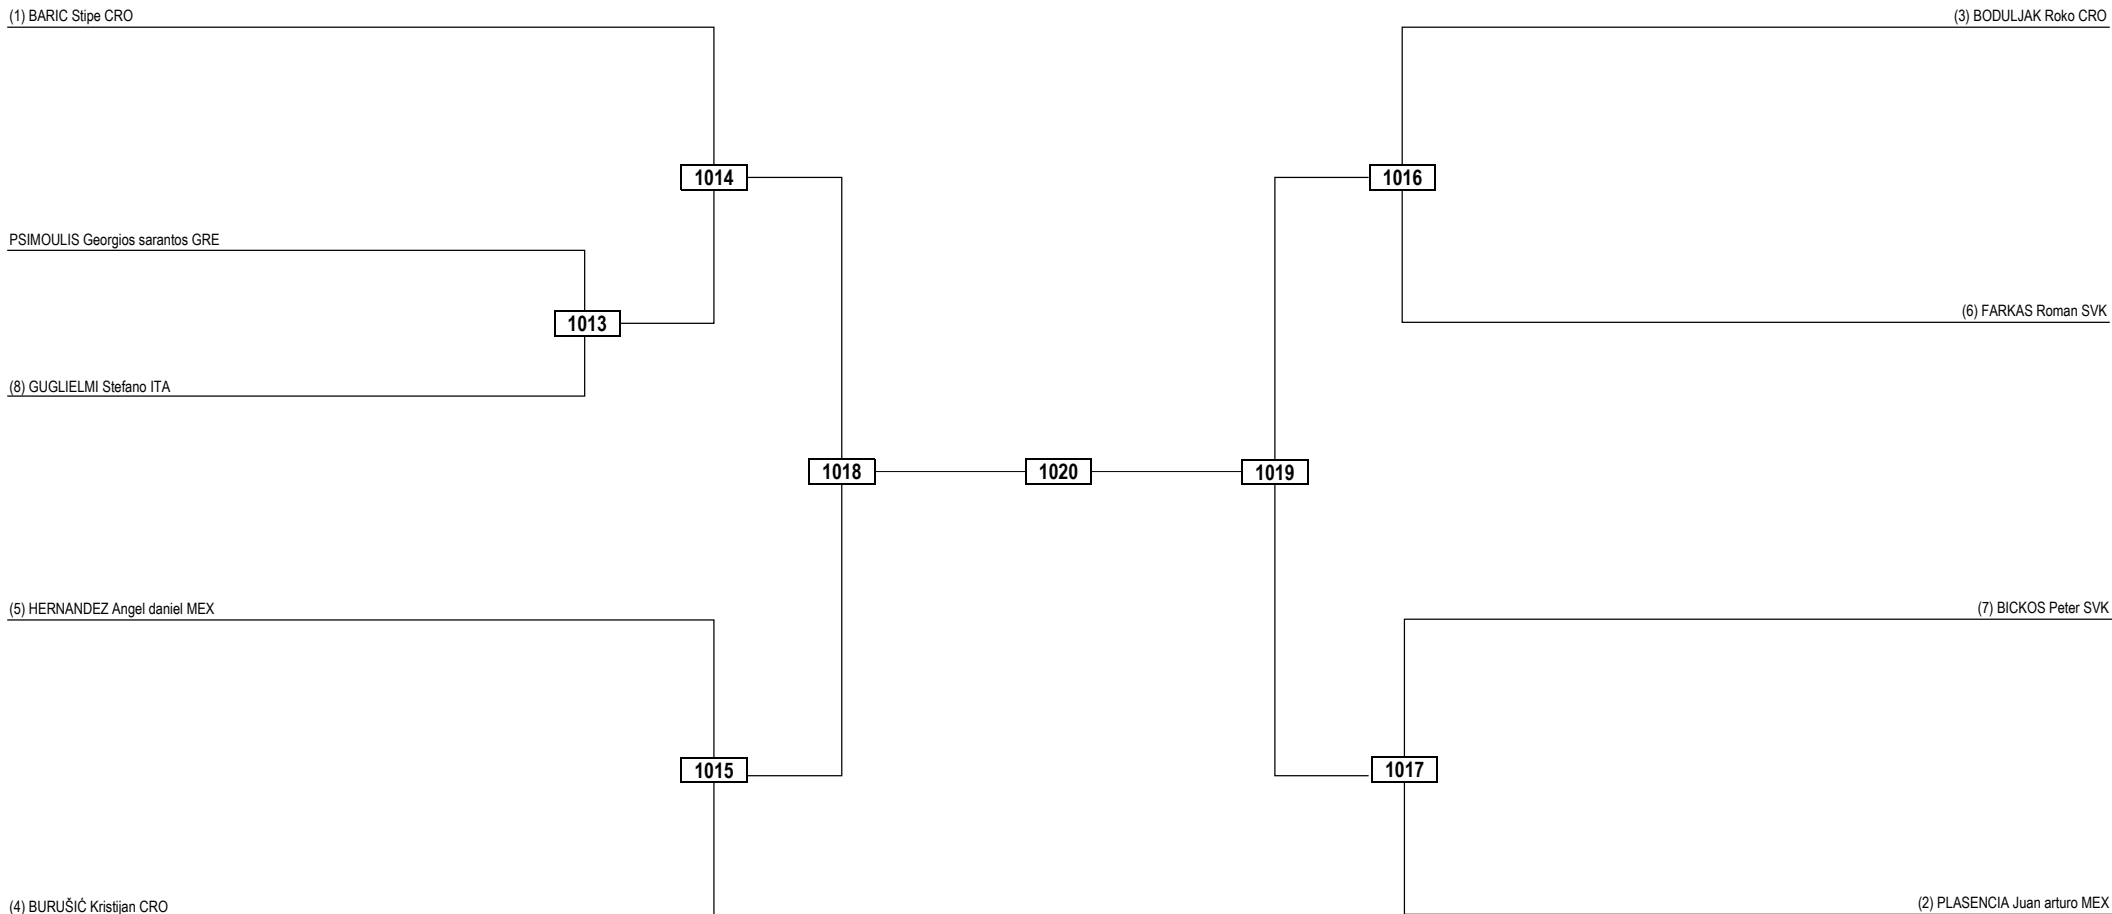 (1) BARIC Stipe CRO
(3) BODULJAK Roko CRO
1014
1016
PSIMOULIS Georgios sarantos GRE
(6) FARKAS Roman SVK
1013
(8) GUGLIELMI Stefano ITA
1018
1020
1019
(5) HERNANDEZ Angel daniel MEX
(7) BICKOS Peter SVK
1015
1017
(4) BURUŠIĆ Kristijan CRO
(2) PLASENCIA Juan arturo MEX